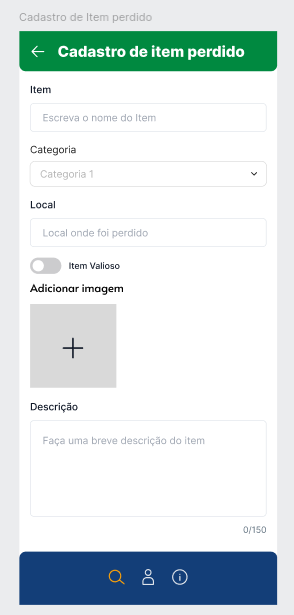 Cadastro de Item perdido
Cadastro de item perdido
Item
Escreva o nome do Item
Categoria
Categoria 1
Local
Local onde foi perdido
Item Valioso
Adicionar imagem
Descrição
Faça uma breve descrição do item
0/150